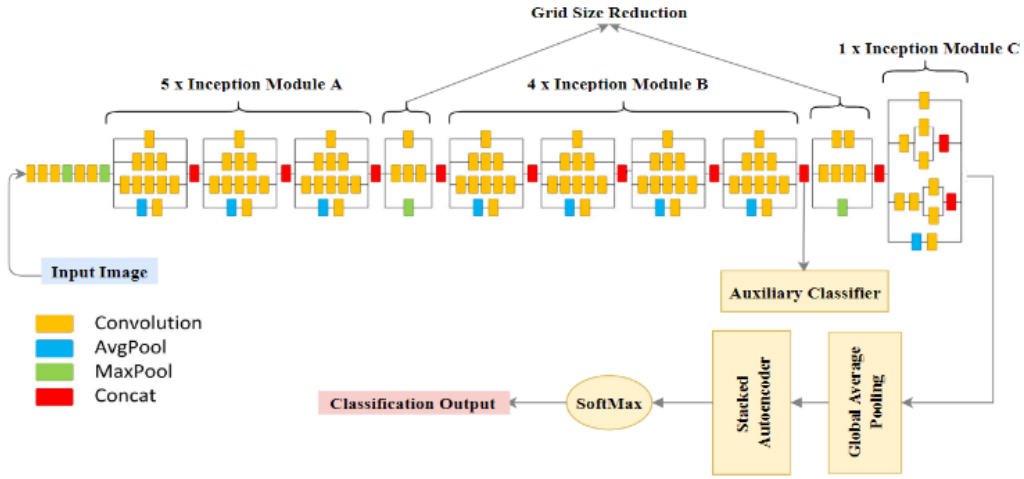 Grid Size Reduction
1 x Inception Module C
5 x Inception Module A
4 x Inception Module B
Input Image
Auxiliary Classifier
Convolution
AvgPool
MaxPool
Concat
Classification Output
SoftMax
Stacked
Autoencoder
Global Average
Pooling